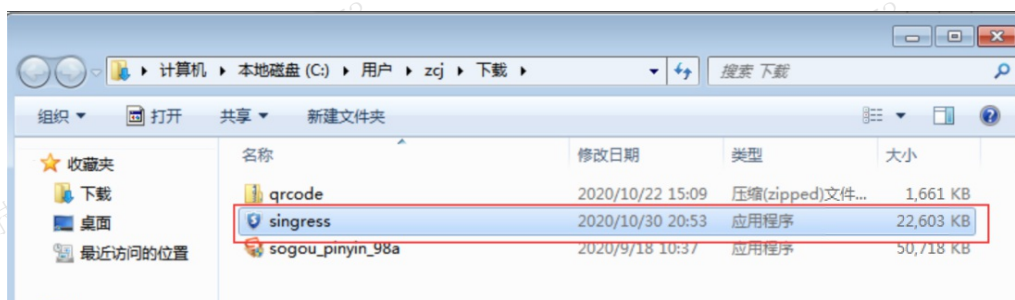 计算机 本地磁盘 (C:) 用户 zcj 下载 搜索 下载
组织 打开 共享 新建文件夹
收藏夹 名称 修改日期 类型 大小
下载 qrcode 2020/10/22 15:09 压缩(zipped)文件... 1,661 KB
桌面 singress 2020/10/30 20:53 应用程序 22,603 KB
最近访问的位置 sogou_pinyin_98a 2020/9/18 10:37 应用程序 50,718 KB